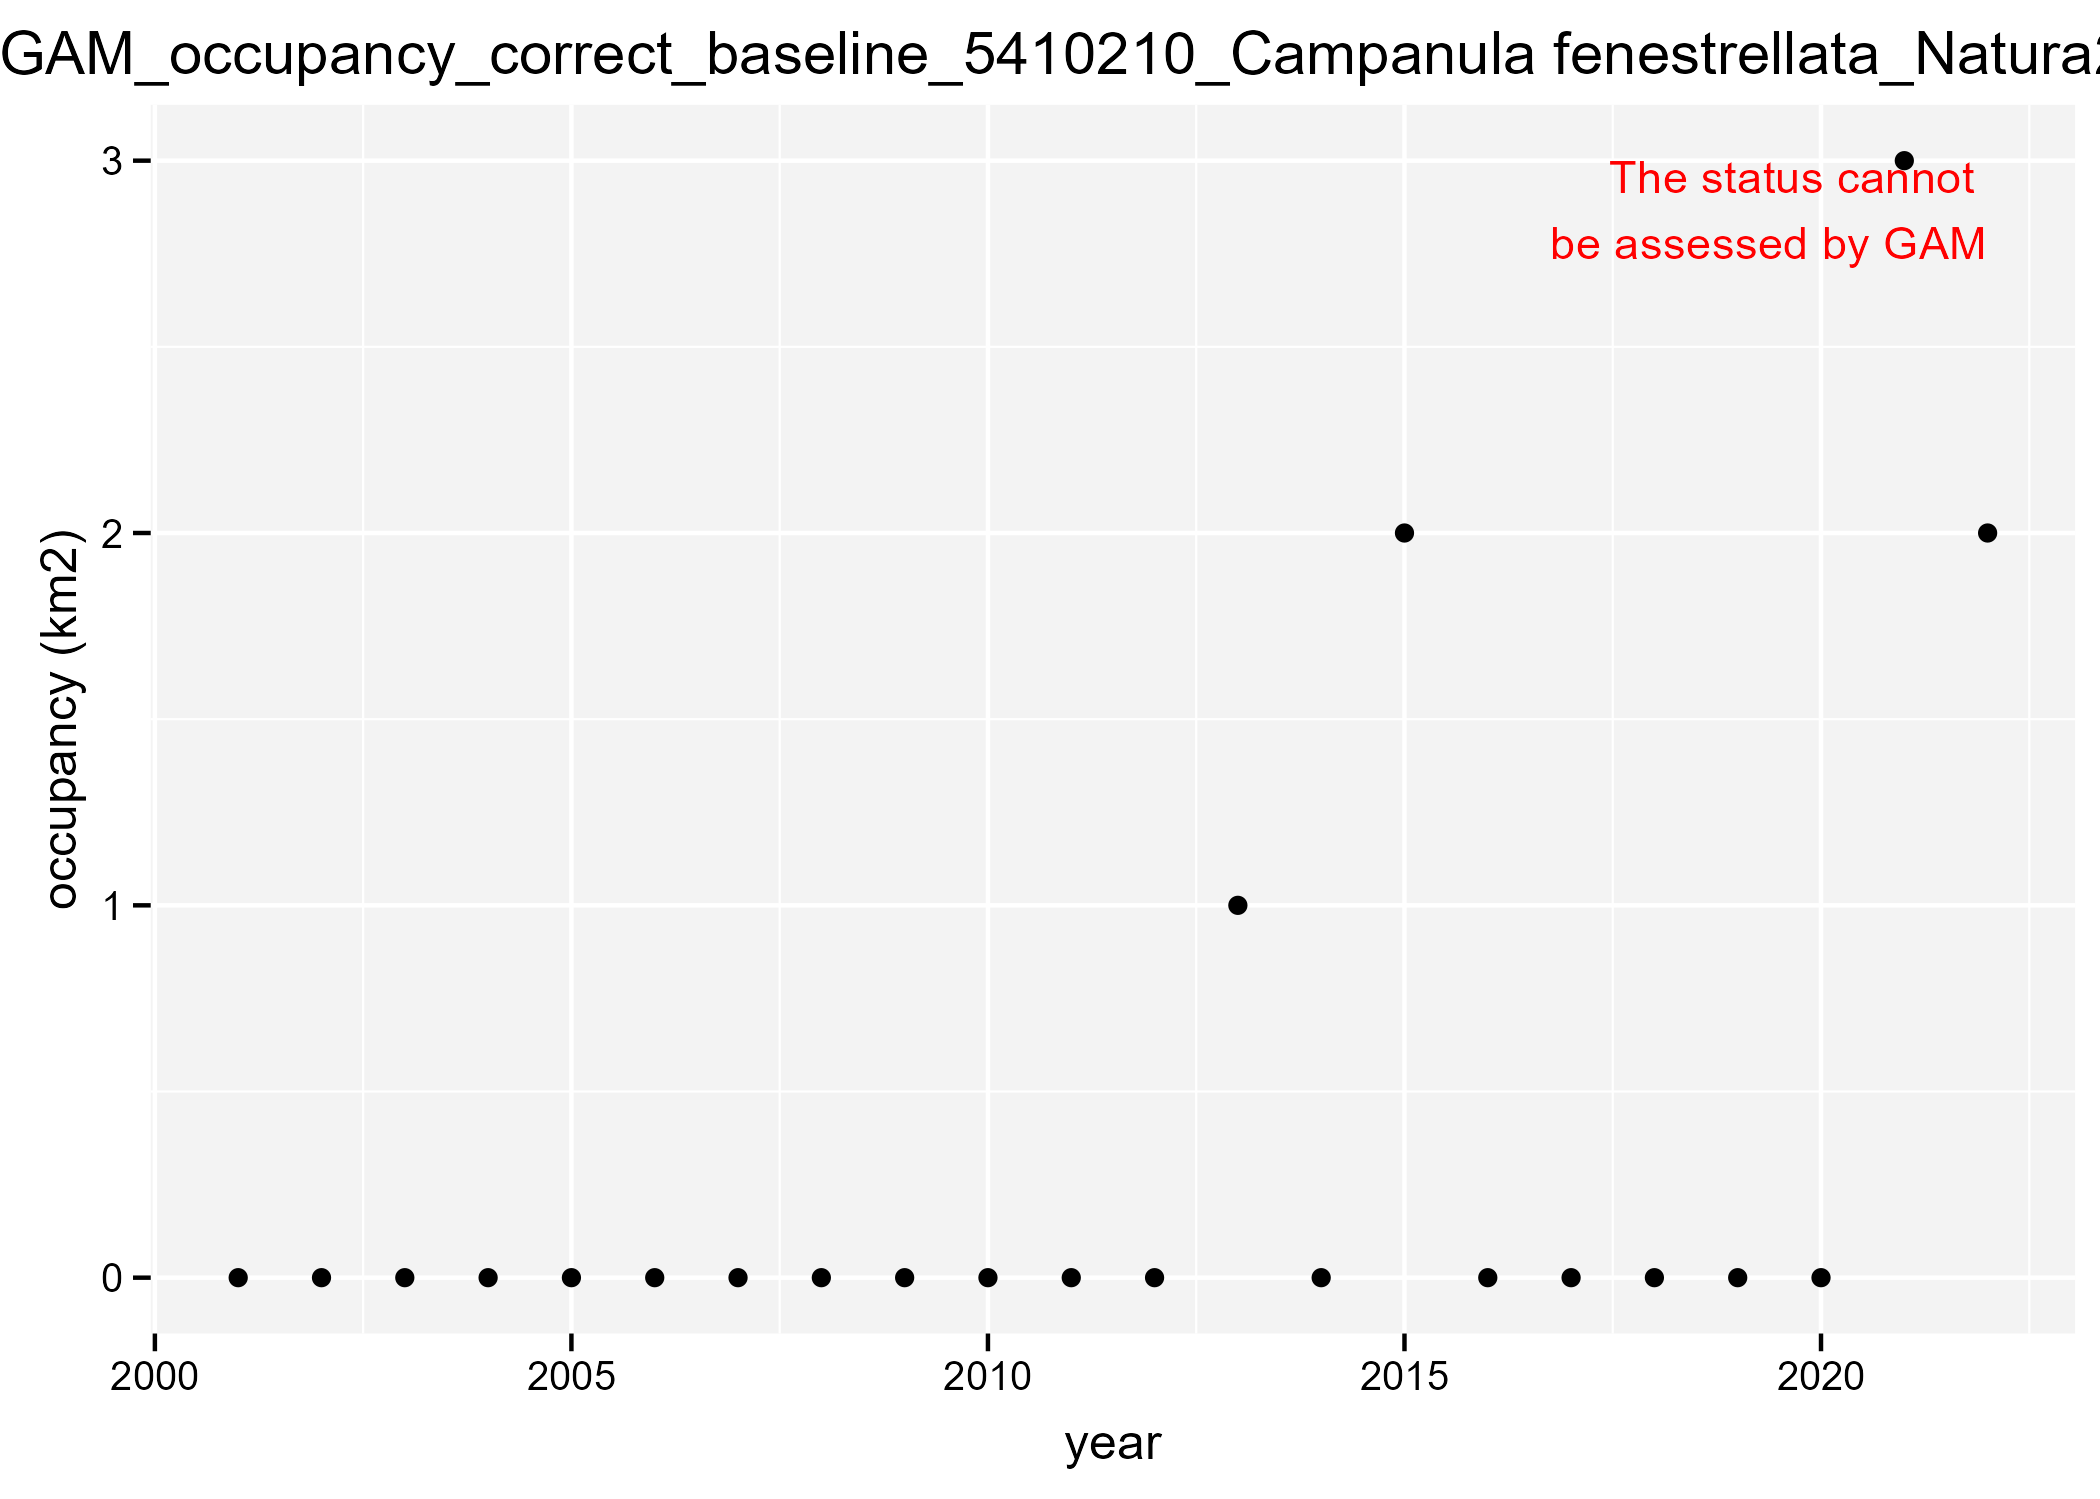 GAM_occupancy_correct_baseline_5410210_Campanula fenestrellata_Natura2
3
The status cannot
be assessed by GAM
2
occupancy (km2)
1
0
2000 2005 2010 2015 2020
year